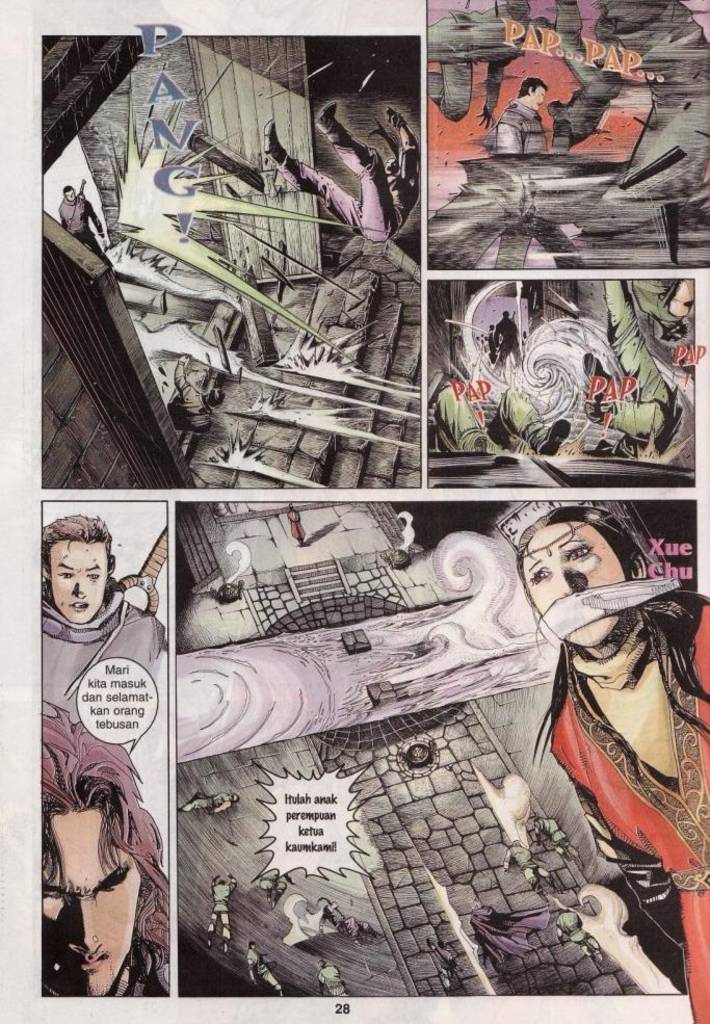 PANG!
PAP...PAP...
PAP!
PAP!
PAP!
Mari
kita masuk
dan selamat-
kan orang
tebusan
Xue
Chu
Itulah anak
perempuan
ketua
kaumkami!!
28